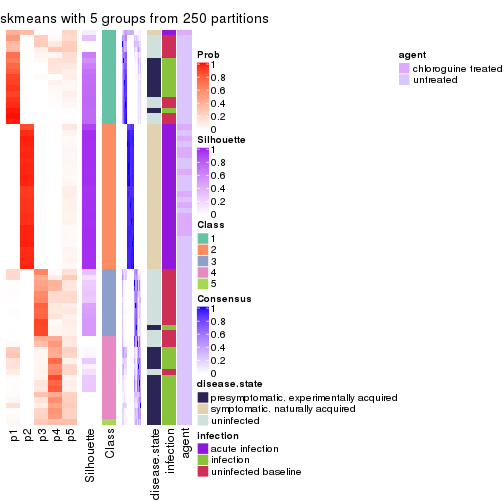 skmeans with 5 groups from 250 partitions
Prob
1
0.8
0.6
0.4
0.2
0
Silhouette
1
0.8
0.6
0.4
0.2
0
Class
1
2
3
4
5
Consensus
1
0.8
0.6
0.4
0.2
0
disease.state
presymptomatic. experimentally acquired
symptomatic. naturally acquired
uninfected
infection
acute infection
infection
uninfected baseline
agent
chloroguine treated
untreated
p1
p2
p3
p4
p5
Silhouette
Class
disease.state
infection
agent